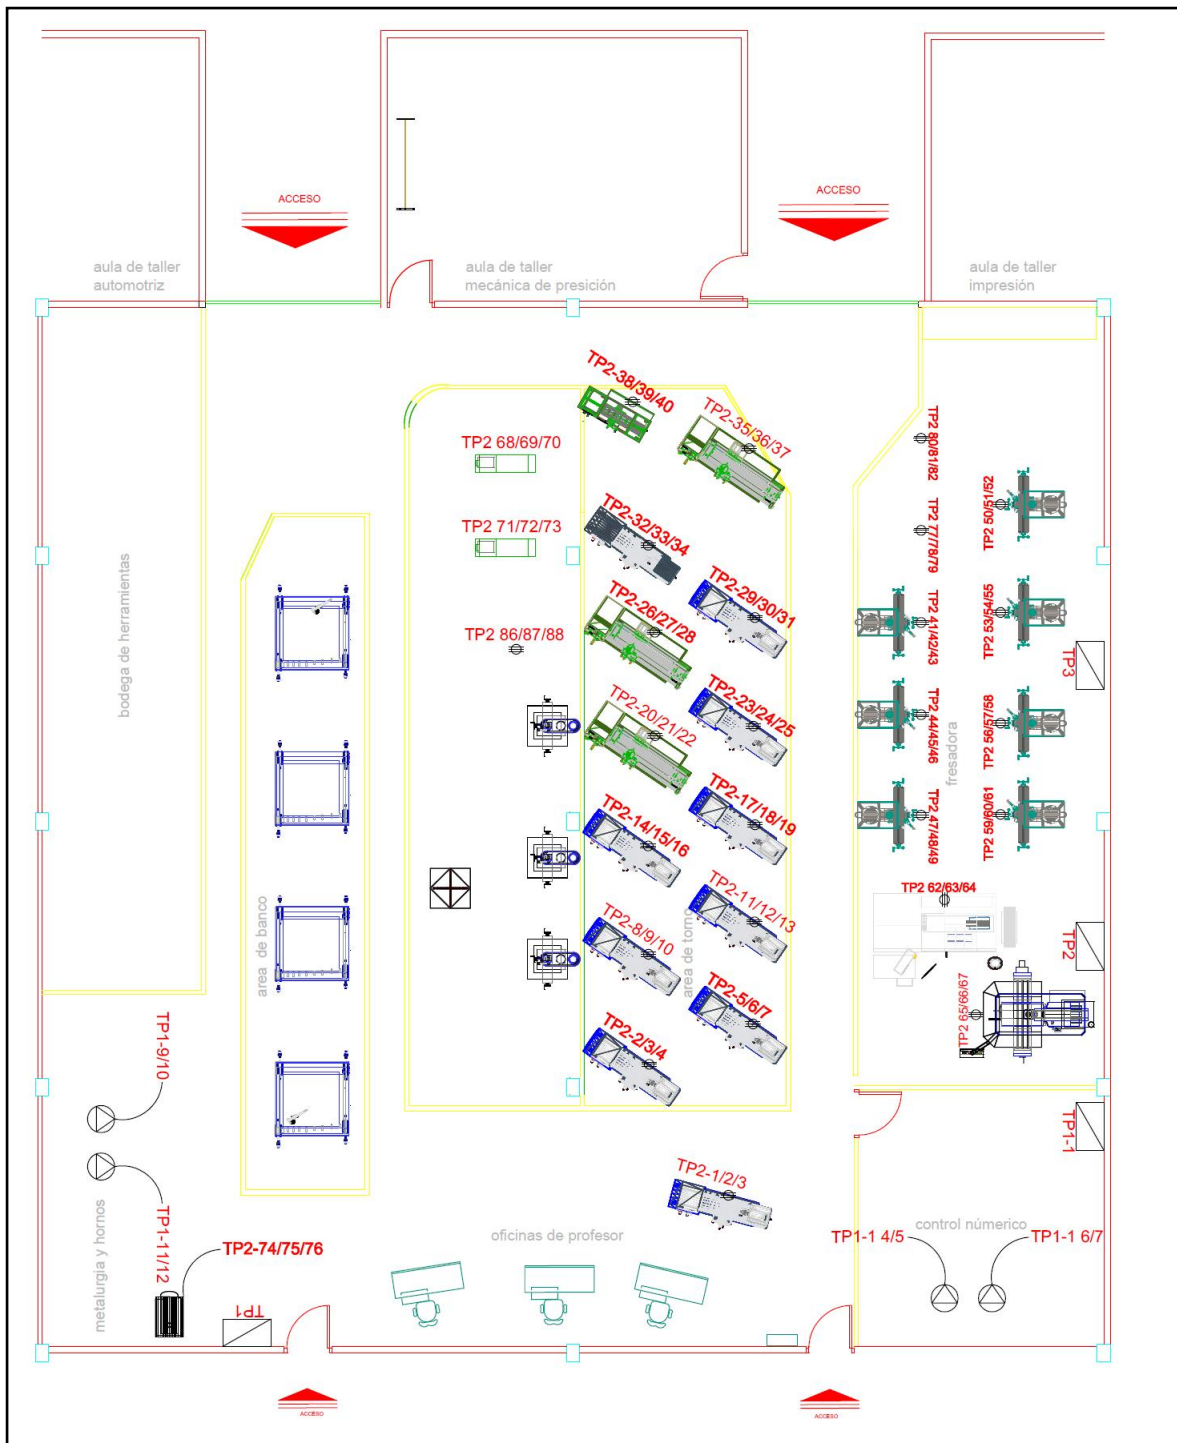 ACCESO
ACCESO
aula de taller
automotriz
aula de taller
mecánica de presición
aula de taller
impresión
TP2-38/39/40
TP2-35/36/37
TP2 68/69/70
TP2 80/81/82
TP2 50/51/52
TP2-32/33/34
TP2 71/72/73
TP2 77/78/79
bodega de herramientas
TP2-29/30/31
TP2-26/27/28
TP2 41/42/43
TP2 53/54/55
TP2 86/87/88
TP3
TP2-23/24/25
TP2-20/21/22
TP2 44/45/46
fresadora
TP2 56/57/58
TP2-17/18/19
TP2-14/15/16
TP2 47/48/49
TP2 59/60/61
TP2 62/63/64
TP2-11/12/13
TP2-8/9/10
area de banco
area de torno
TP2
TP2-5/6/7
TP2 65/66/67
TP2-2/3/4
TP1-9/10
TP1-1
TP2-1/2/3
TP1-11/12
metalurgia y hornos
TP2-74/75/76
oficinas de profesor
control númerico
TP1-1 4/5
TP1-1 6/7
TP1
ACCESO
ACCESO